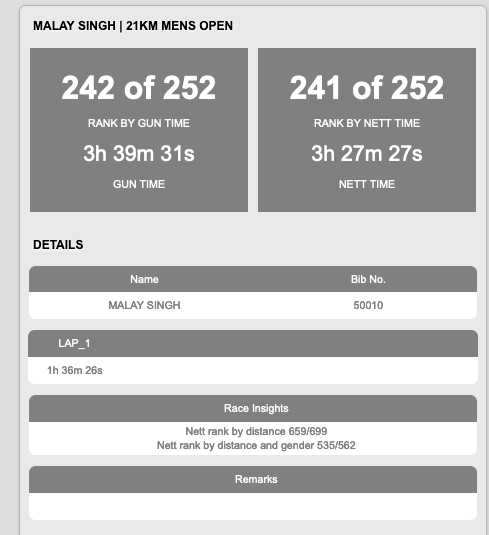 MALAY SINGH | 21KM MENS OPEN
242 of 252
RANK BY GUN TIME
3h 39m 31s
GUN TIME
241 of 252
RANK BY NETT TIME
3h 27m 27s
NETT TIME
DETAILS
Name Bib No.
MALAY SINGH 50010
LAP_1
1h 36m 26s
Race Insights
Nett rank by distance 659/699
Nett rank by distance and gender 535/562
Remarks